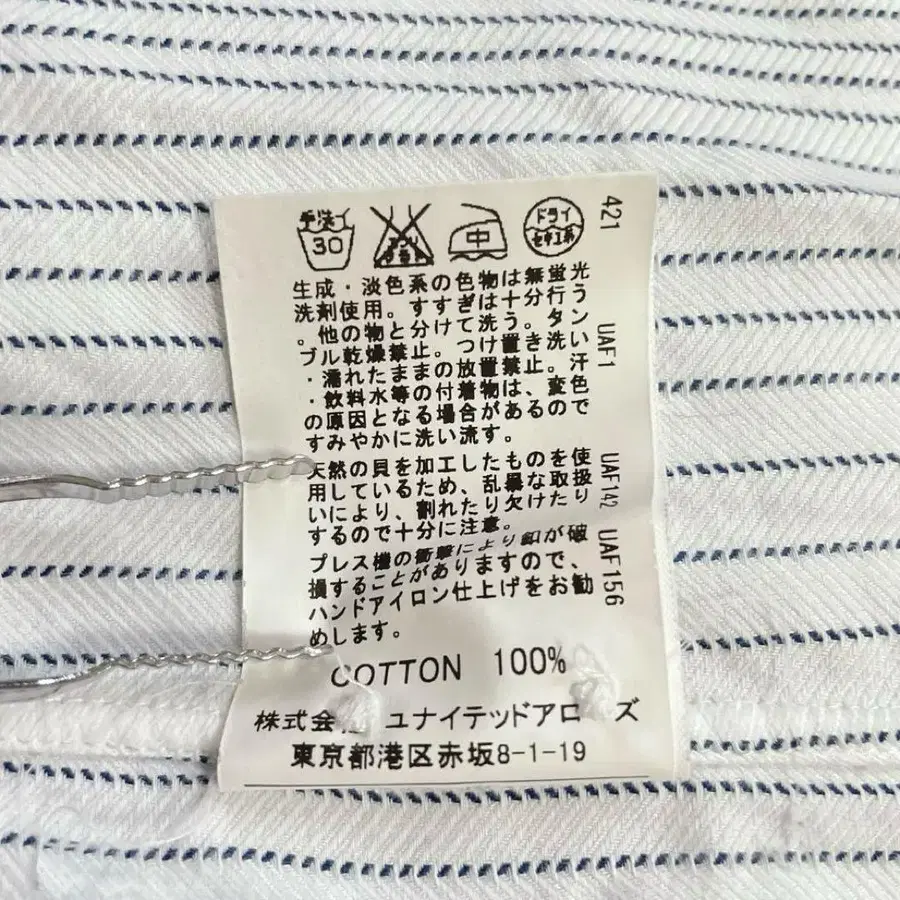 手洗イ
30
中
ドライ
セキユ系
生成・淡色系の色物は無蛍光
洗剤使用。すすぎは十分行う
。他の物と分けて洗う。タン
ブル乾燥禁止。つけ置き洗い
・濡れたままの放置禁止。汗
・飲料水等の付着物は、変色
の原因となる場合があるので
すみやかに洗い流す。
天然の貝を加工したものを使
用しているため、乱暴な取扱
いにより、割れたり欠けたり
するので十分に注意。
プレス機の衝撃により釦が破
損することがありますので、
ハンドアイロン仕上げをお勧
めします。
COTTON 100%
株式会 ユナイテッドアロ ズ
東京都港区赤坂8-1-19
421
UAF1
UAF142
UAF156